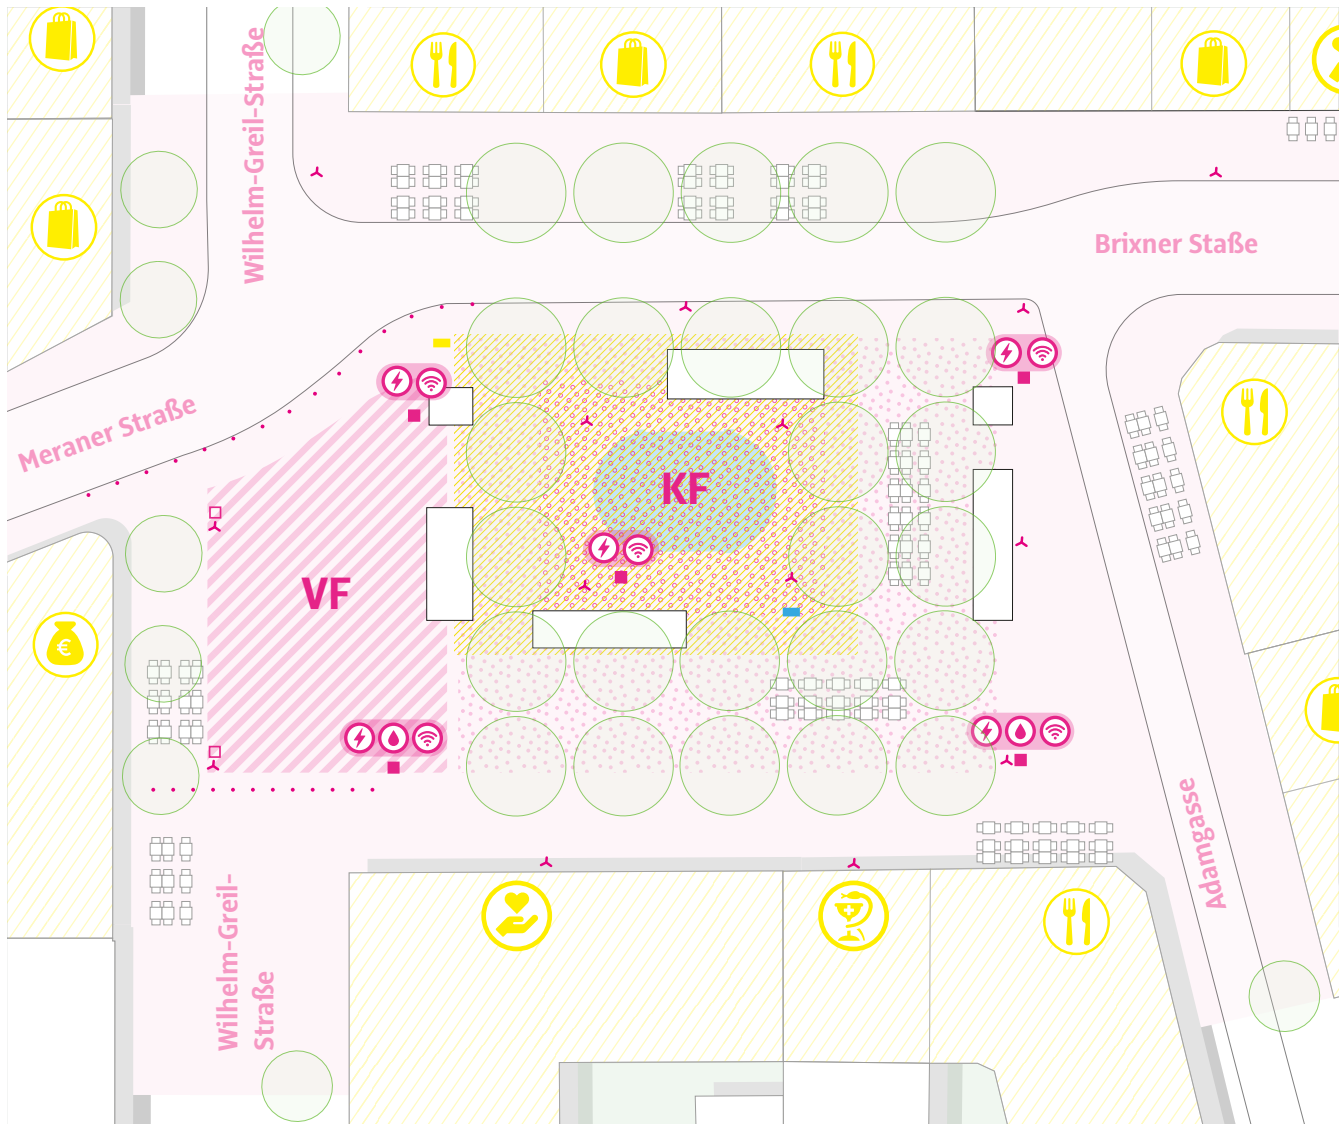 Wilhelm-Greil-Straße
Brixner Staße
Meraner Straße
KF
VF
€
Adamgasse
Wilhelm-Greil-
Straße